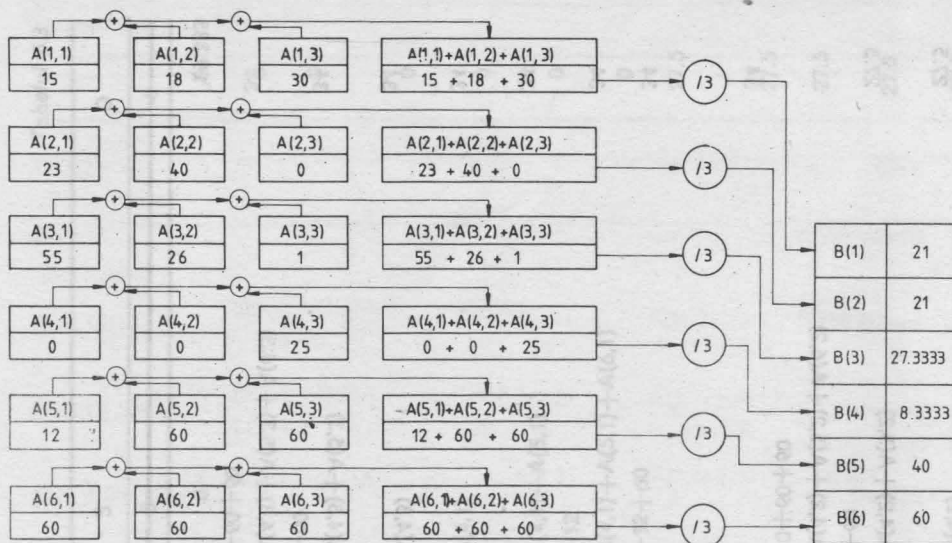 + +
A(1,1) A(1,2) A(1,3) A(1,1)+A(1,2)+A(1,3)
15 18 30 15 + 18 + 30
/3
+ +
A(2,1) A(2,2) A(2,3) A(2,1)+A(2,2)+A(2,3)
23 40 0 23 + 40 + 0
/3
+ +
A(3,1) A(3,2) A(3,3) A(3,1)+A(3,2)+A(3,3)
55 26 1 55 + 26 + 1
/3
B(1) 21
+ +
A(4,1) A(4,2) A(4,3) A(4,1)+A(4,2)+A(4,3)
0 0 25 0 + 0 + 25
/3
B(2) 21
B(3) 27.3333
+ +
A(5,1) A(5,2) A(5,3) A(5,1)+A(5,2)+A(5,3)
12 60 60 12 + 60 + 60
/3
B(4) 8.3333
B(5) 40
+ +
A(6,1) A(6,2) A(6,3) A(6,1+A(6,2)+A(6,3)
60 60 60 60 + 60 + 60
/3
B(6) 60